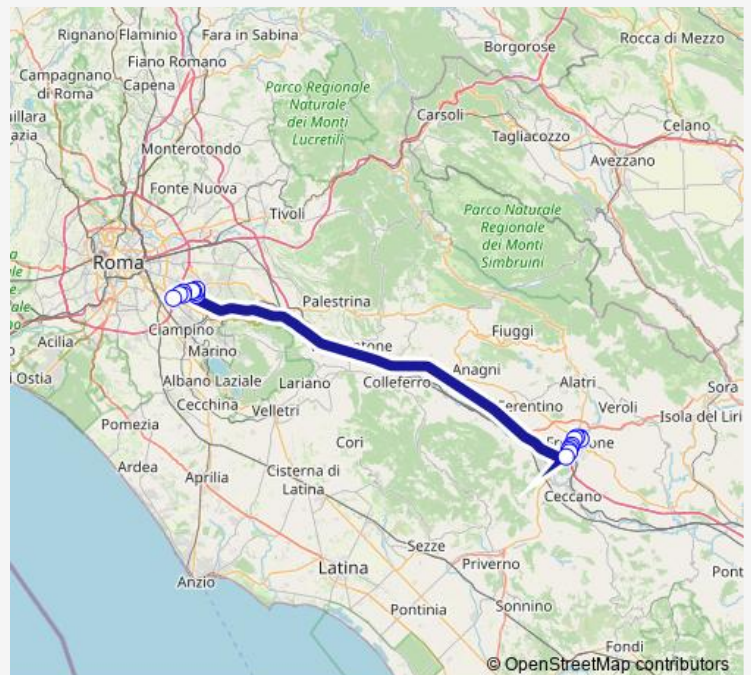 Rignano Flaminio
Fara in Sabina
Borgorose
Rocca di Mezzo
Fiano Romano
Campagnano
di Roma
Capena
Parco Regionale
Naturale
dei Monti
Lucretili
Carsoli
Celano
Tagliacozzo
Monterotondo
Avezzano
Fonte Nuova
Tivoli
Parco Naturale
Regionale
dei Monti
Simbruini
Roma
Palestrina
Ciampino
Fiuggi
Acilia
Marino
Anagni
Alatri
Ostia
Albano Laziale
Lariano
Colleferro
Sora
Cecchina
Velletri
Veroli
Isola del Liri
Pomezia
Cori
Ardea
Aprilia
Cisterna di
Latina
Ceccano
Sezze
Priverno
Anzio
Latina
Pont
Pontinia
Sonnino
Fondi
© OpenStreetMap contributors